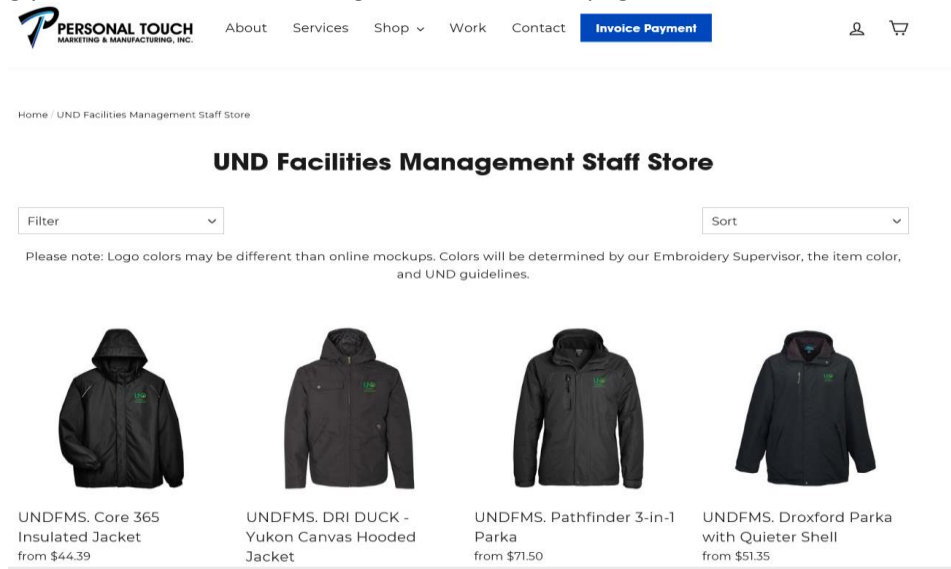 PERSONAL TOUCH
MARKETING & MANUFACTURING, INC.
About Services Shop Work Contact Invoice Payment
Home / UND Facilities Management Staff Store
UND Facilities Management Staff Store
Filter
Sort
Please note: Logo colors may be different than online mockups. Colors will be determined by our Embroidery Supervisor, the item color,
and UND guidelines.
UNDFMS. Core 365
Insulated Jacket
from $44.39
UNDFMS. DRI DUCK -
Yukon Canvas Hooded
Jacket
UNDFMS. Pathfinder 3-in-1
Parka
from $71.50
UNDFMS. Droxford Parka
with Quieter Shell
from $51.35